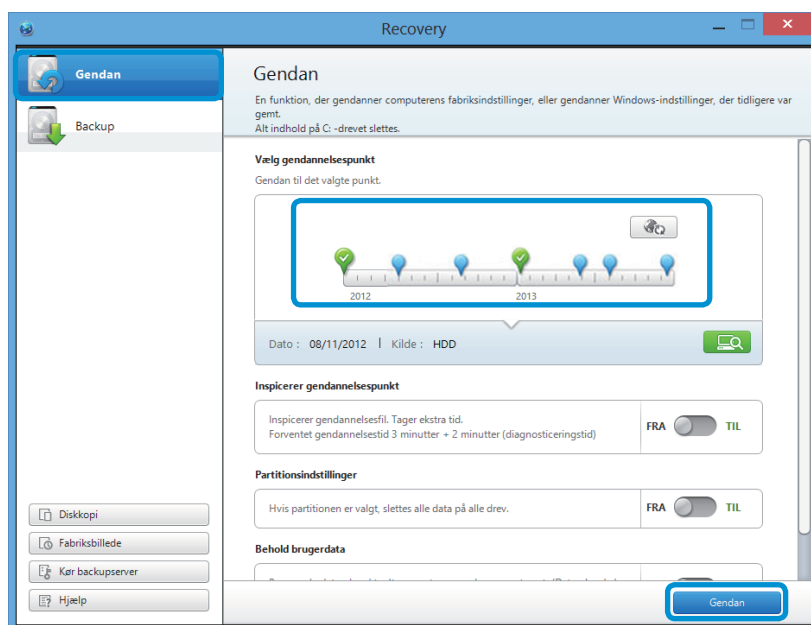 Recovery
Gendan
Backup
Gendan
En funktion, der gendanner computerens fabriksindstillinger, eller gendanner Windows-indstillinger, der tidligere var
gemt.
Alt indhold på C: -drevet slettes.
Vælg gendannelsespunkt
Gendan til det valgte punkt.
2012 2013
Dato : 08/11/2012 | Kilde : HDD
Inspicerer gendannelsespunkt
Inspicerer gendannelsesfil. Tager ekstra tid.
Forventet gendannelsestid 3 minutter + 2 minutter (diagnosticeringstid)
FRA TIL
Partitionsindstillinger
Hvis partitionen er valgt, slettes alle data på alle drev.
FRA TIL
Behold brugerdata
Diskkopi
Fabriksbillede
Kør backupserver
Hjælp
Gendan